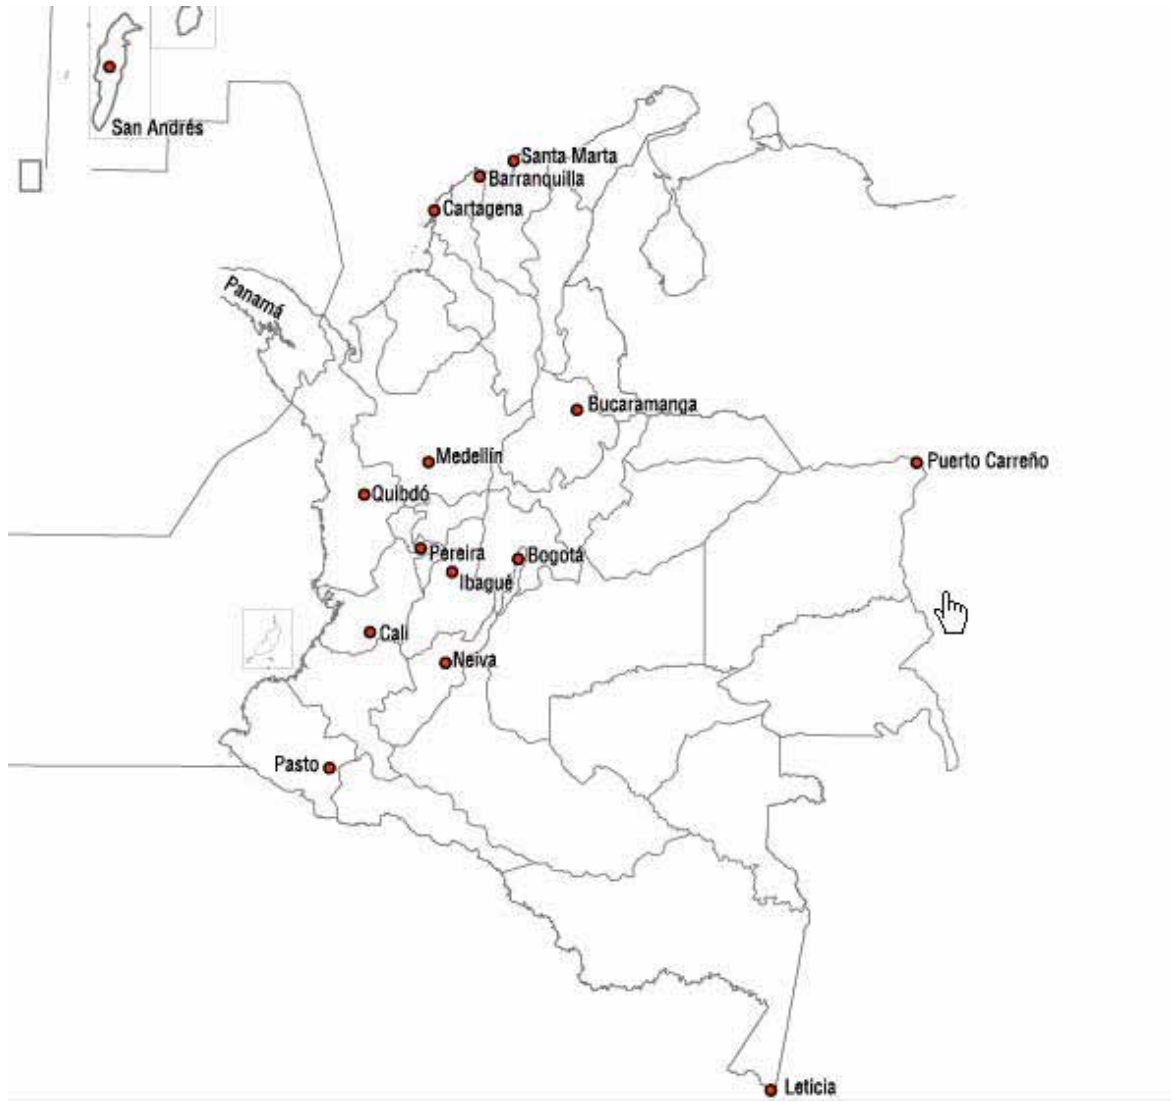 San Andrés
Santa Marta
Barranquilla
Cartagena
Panamá
Bucaramanga
Medellín
Puerto Carreño
Quibdó
Pereira
Bogotá
Ibagué
Cali
Neiva
Pasto
Leticia